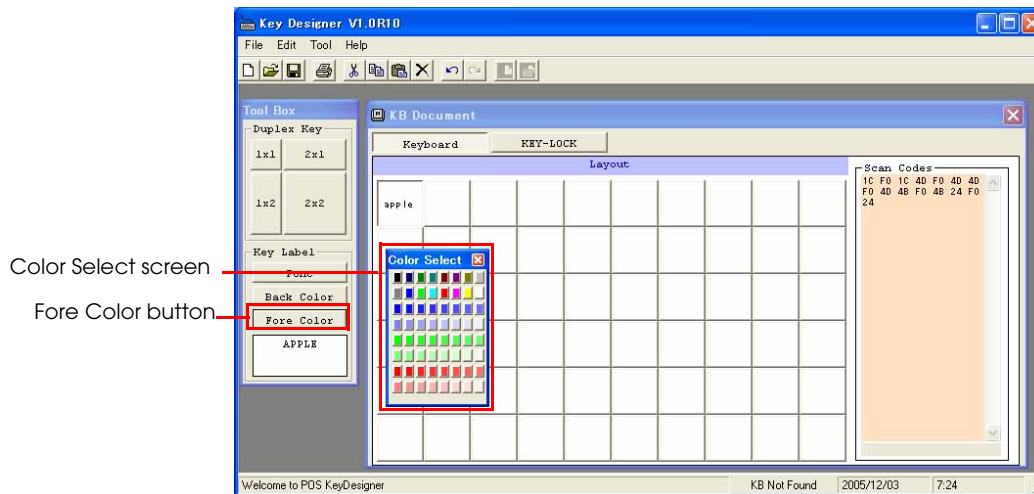 Key Designer V1.0R10
File Edit Tool Help
Tool Box
Duplex Key
1x1 2x1
1x2 2x2
Key Label
Back Color
Fore Color
APPLE
KB Document
Keyboard KEY-LOCK
Layout
apple
Color Select
Scan Codes
1C F0 1C 4D F0 4D 4D
F0 4D 4B F0 4B 24 F0
24
Color Select screen
Fore Color button
Welcome to POS KeyDesigner KB Not Found 2005/12/03 7:24